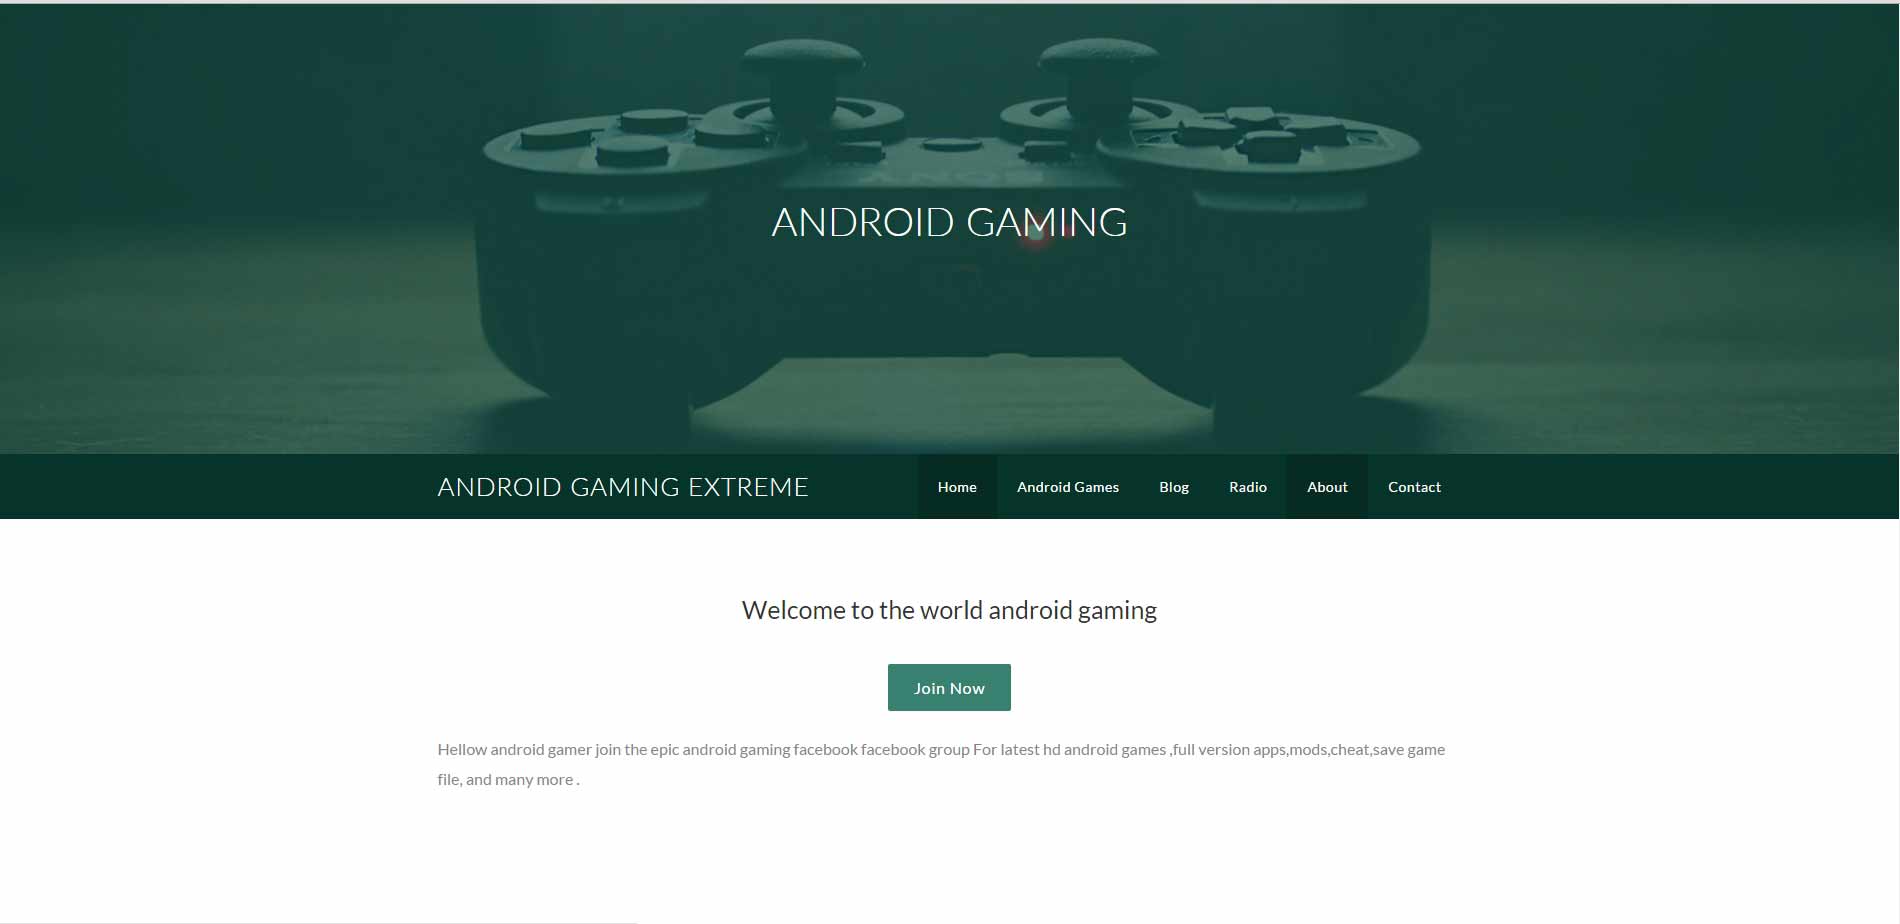 SONY
ANDROID GAMING
ANDROID GAMING EXTREME
Home Android Games Blog Radio About Contact
Welcome to the world android gaming
Join Now
Hellow android gamer join the epic android gaming facebook facebook group For latest hd android games ,full version apps,mods,cheat,save game
file, and many more .